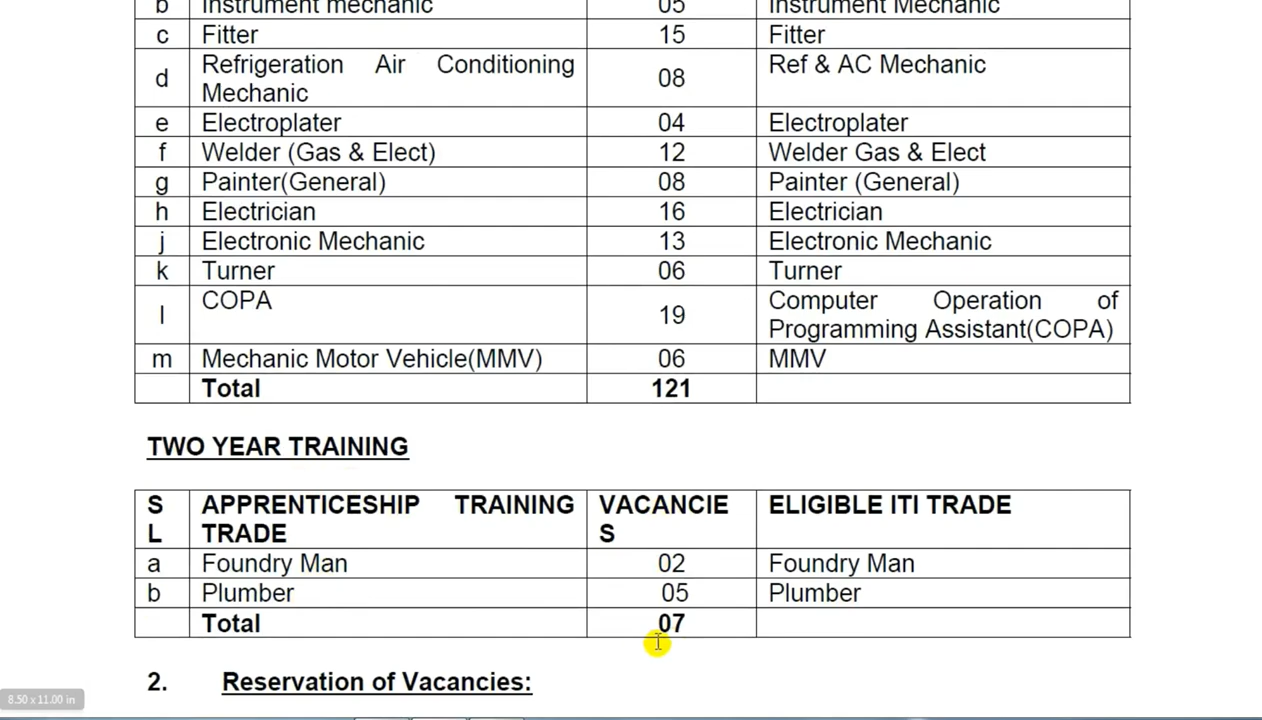 b Instrument mechanic 05 Instrument Mechanic
c Fitter 15 Fitter
d Refrigeration Air Conditioning Mechanic 08 Ref & AC Mechanic
e Electroplater 04 Electroplater
f Welder (Gas & Elect) 12 Welder Gas & Elect
g Painter(General) 08 Painter (General)
h Electrician 16 Electrician
j Electronic Mechanic 13 Electronic Mechanic
k Turner 06 Turner
l COPA 19 Computer Operation of Programming Assistant(COPA)
m Mechanic Motor Vehicle(MMV) 06 MMV
Total 121
TWO YEAR TRAINING
SL APPRENTICESHIP TRAINING TRADE VACANCIES ELIGIBLE ITI TRADE
a Foundry Man 02 Foundry Man
b Plumber 05 Plumber
Total 07
2. Reservation of Vacancies:
8.50 x 11.00 in